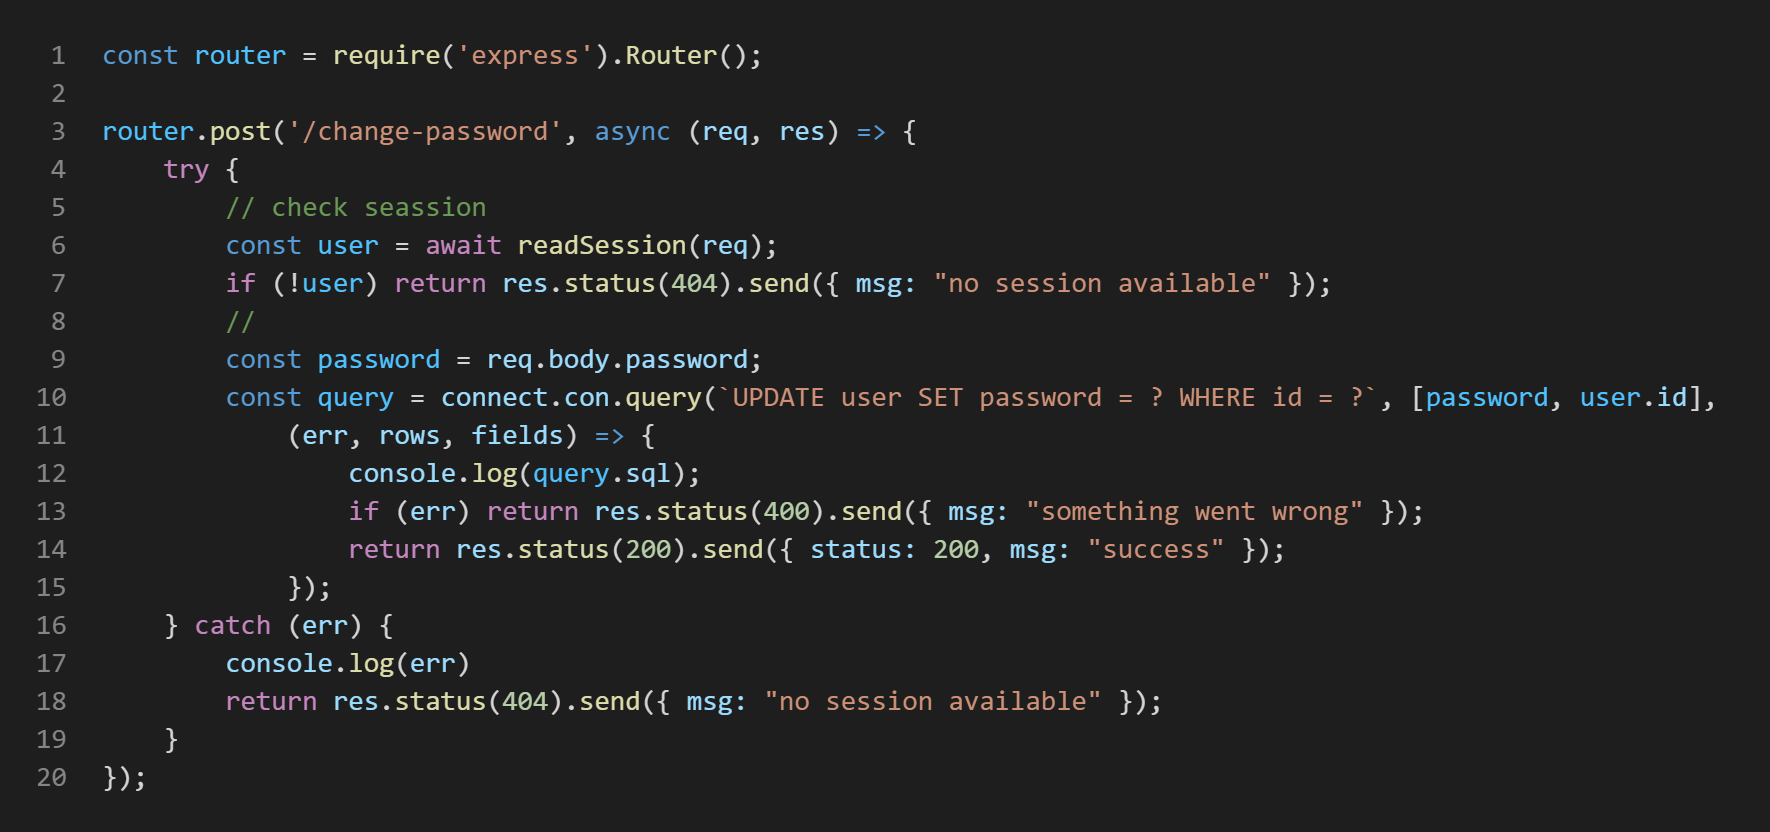 1 const router = require('express').Router();
2
3 router.post('/change-password', async (req, res) => {
4     try {
5         // check seassion
6         const user = await readSession(req);
7         if (!user) return res.status(404).send({ msg: "no session available" });
8         //
9         const password = req.body.password;
10         const query = connect.con.query(`UPDATE user SET password = ? WHERE id = ?`, [password, user.id],
11             (err, rows, fields) => {
12                 console.log(query.sql);
13                 if (err) return res.status(400).send({ msg: "something went wrong" });
14                 return res.status(200).send({ status: 200, msg: "success" });
15             });
16     } catch (err) {
17         console.log(err)
18         return res.status(404).send({ msg: "no session available" });
19     }
20 });